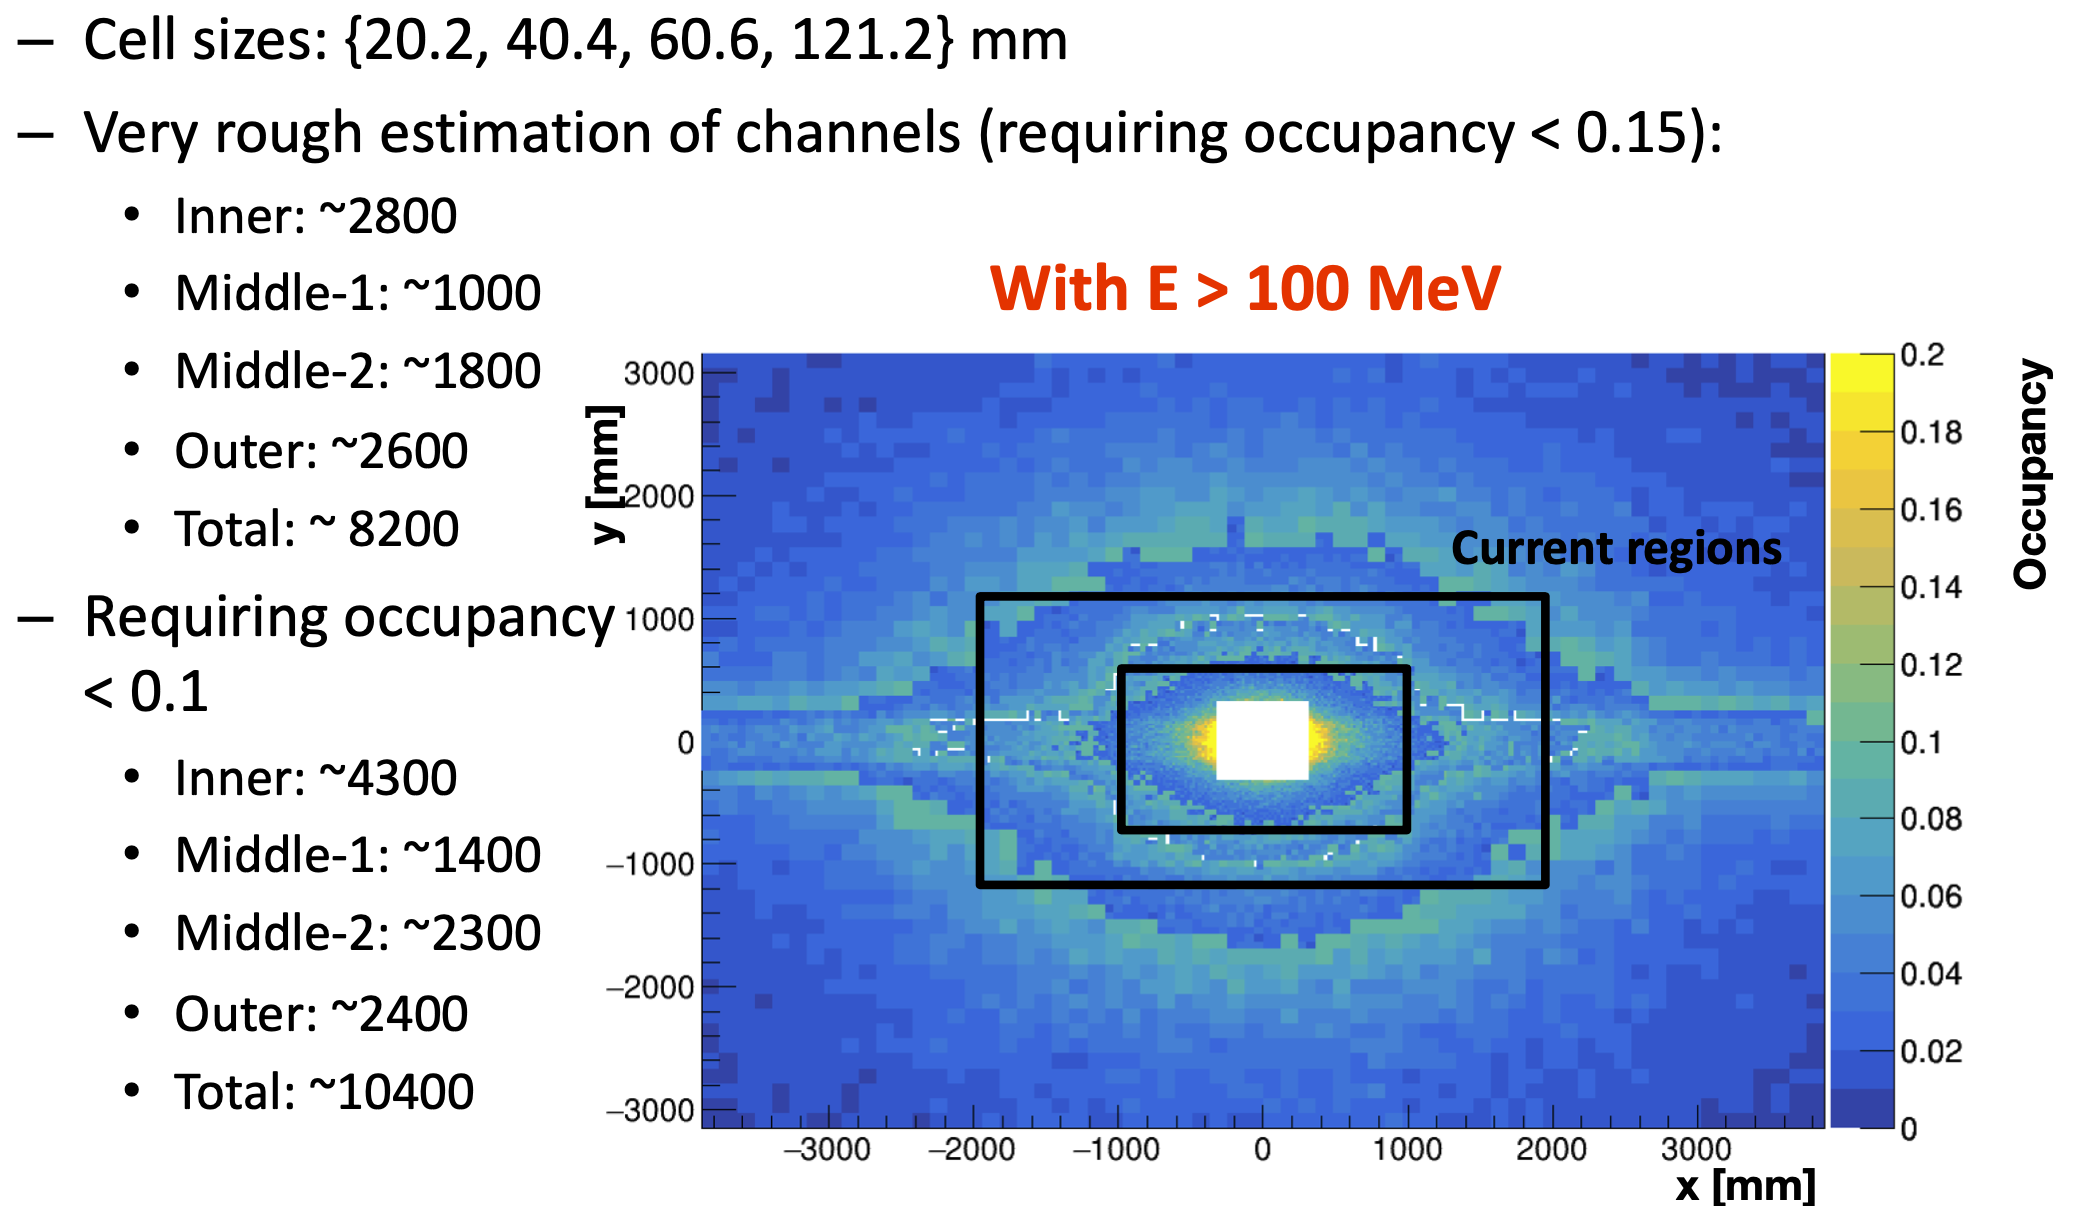 – Cell sizes: {20.2, 40.4, 60.6, 121.2} mm
– Very rough estimation of channels (requiring occupancy < 0.15):
• Inner: ~2800
• Middle-1: ~1000
• Middle-2: ~1800
• Outer: ~2600
• Total: ~ 8200
– Requiring occupancy
< 0.1
• Inner: ~4300
• Middle-1: ~1400
• Middle-2: ~2300
• Outer: ~2400
• Total: ~10400
With E > 100 MeV
Current regions
y [mm]
3000
2000
1000
0
−1000
−2000
−3000
−3000 −2000 −1000 0 1000 2000 3000
x [mm]
0.2
0.18
0.16
0.14
0.12
0.1
0.08
0.06
0.04
0.02
0
Occupancy